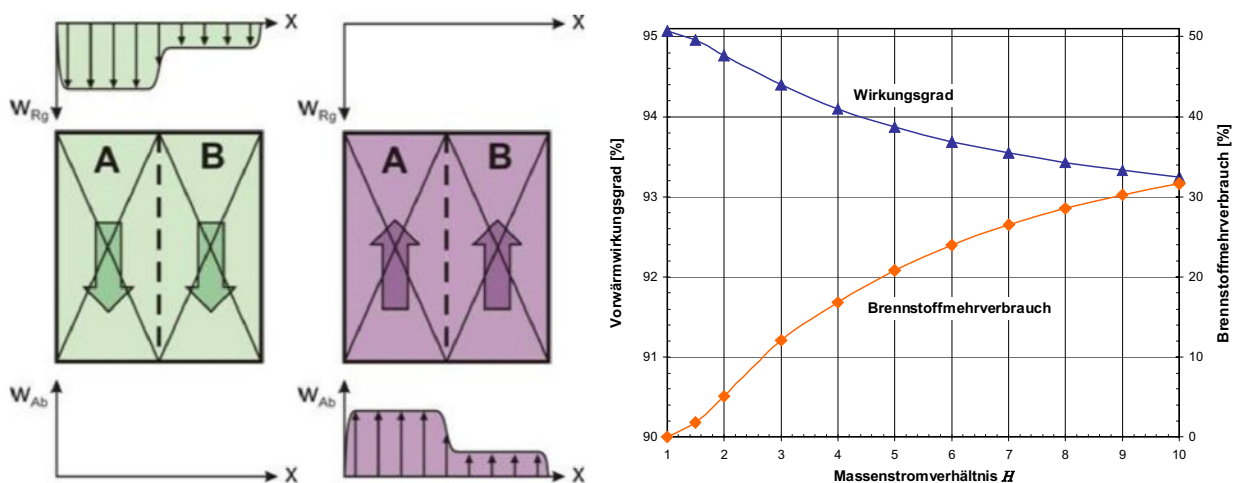 X
W_Rg
A
B
W_Ab
X
X
W_Rg
A
B
W_Ab
X
95
94
93
92
91
90
Vorwärmwirkungsgrad [%]
Wirkungsgrad
Brennstoffmehrverbrauch
50
40
30
20
10
0
Brennstoffmehrverbrauch [%]
1 2 3 4 5 6 7 8 9 10
Massenstromverhältnis H